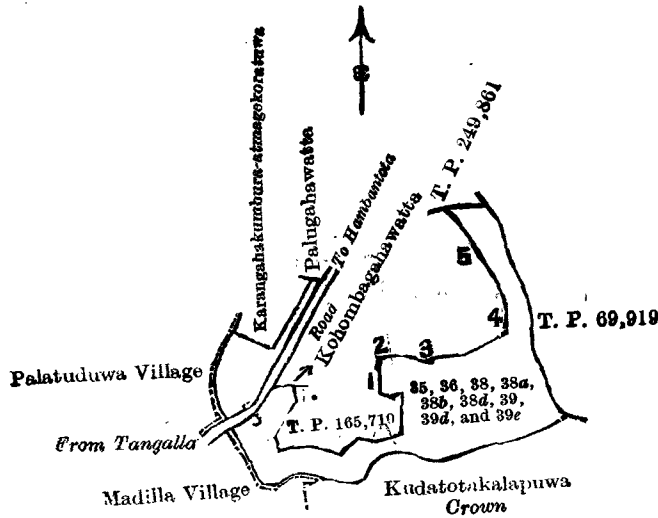 Karangahakumbura-atmagekoratuwa
Palugahawatta
To Hambantota
Road
Kohombagahawatta
T. P. 249,861
5
4
T. P. 69,919
2
3
1
35, 36, 38, 38a,
38b, 38d, 39,
39d, and 39e
T. P. 165,710
Palatuduwa Village
From Tangalla
Madilla Village
Kudatotakalapuwa
Crown